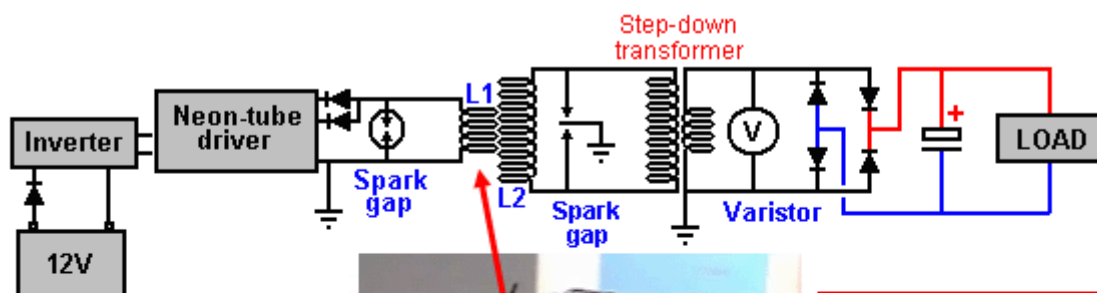 Step-down
transformer
L1
Neon-tube
driver
Inverter
V
+
LOAD
Spark
gap
L2
Spark
gap
Varistor
12V